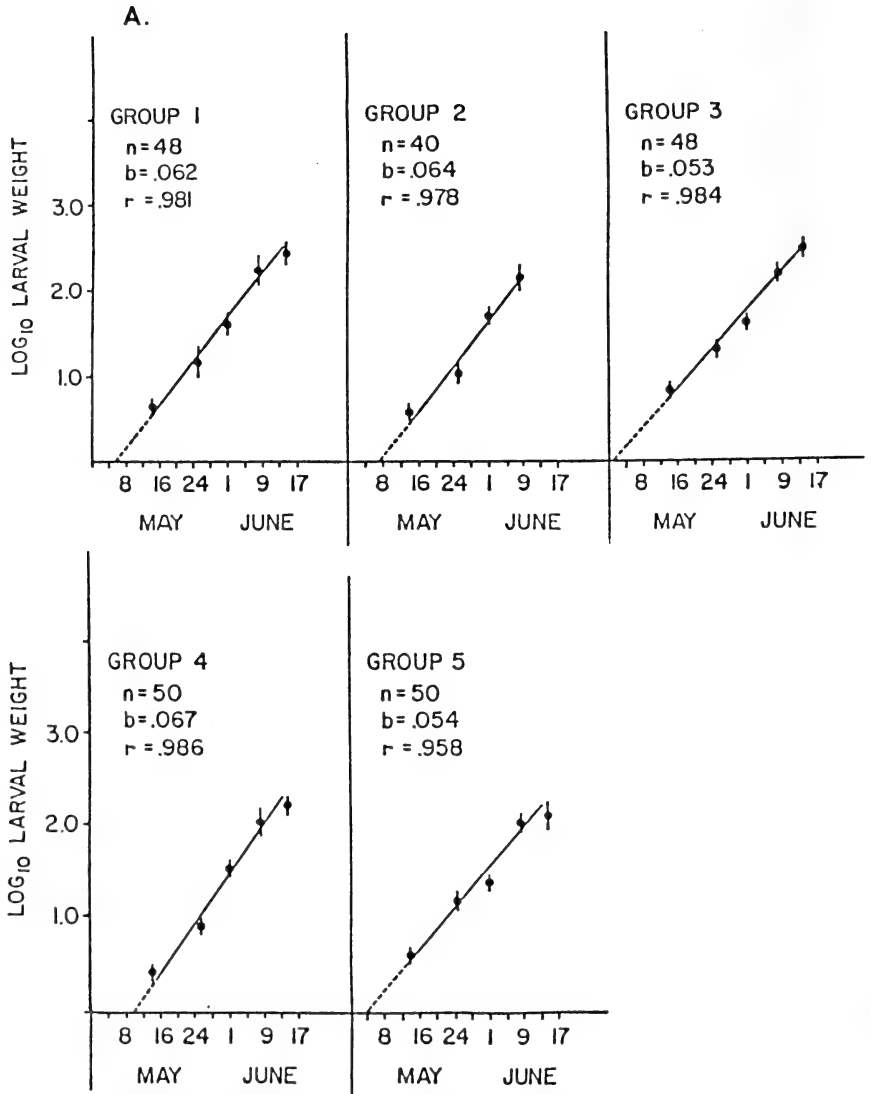 A.
LOG10 LARVAL WEIGHT
3.0
2.0
1.0
GROUP 1
n=48
b=.062
r=.981
8 16 24 1 9 17
MAY JUNE
GROUP 2
n=40
b=.064
r=.978
8 16 24 1 9 17
MAY JUNE
GROUP 3
n=48
b=.053
r=.984
8 16 24 1 9 17
MAY JUNE
LOG10 LARVAL WEIGHT
3.0
2.0
1.0
GROUP 4
n=50
b=.067
r=.986
8 16 24 1 9 17
MAY JUNE
GROUP 5
n=50
b=.054
r=.958
8 16 24 1 9 17
MAY JUNE